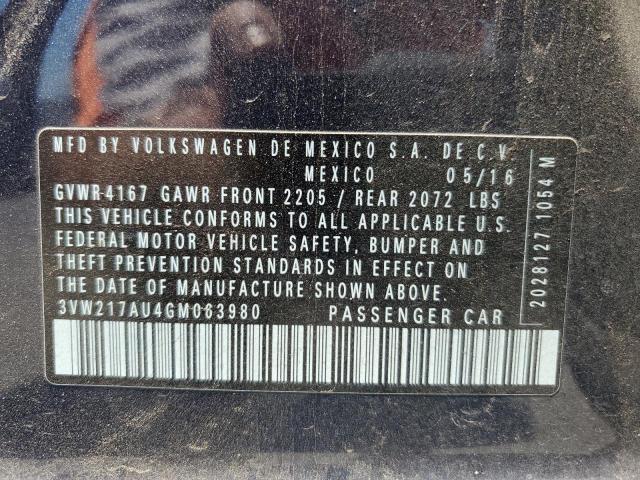 MFD BY VOLKSWAGEN DE MEXICO S.A. DE C.V.
MEXICO 05/16
GVWR-4167 GAWR FRONT 2205 / REAR 2072 LBS
THIS VEHICLE CONFORMS TO ALL APPLICABLE U.S.
FEDERAL MOTOR VEHICLE SAFETY, BUMPER AND
THEFT PREVENTION STANDARDS IN EFFECT ON
THE DATE OF MANUFACTURE SHOWN ABOVE.
3VW217AU4GM063980 PASSENGER CAR
2028127 1054 M